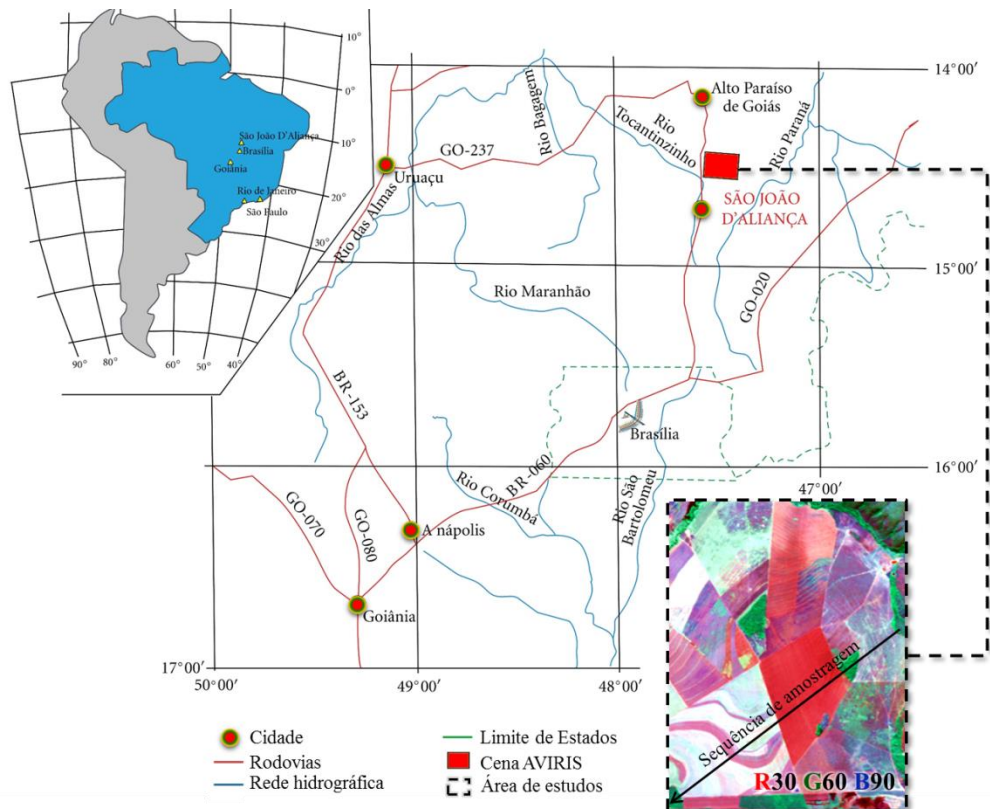 10°
0°
10°
20°
30°
90°
80°
60°
50°
40°
São João D'Aliança
Brasília
Goiânia
Rio de Janeiro
São Paulo
14°00'
Alto Paraíso
de Goiás
Rio Bagagem
Rio
Tocantinzinho
Rio Paraná
GO-237
Uruaçu
SÃO JOÃO
D'ALIANÇA
Rio das Almas
15°00'
Rio Maranhão
GO-020
BR-153
Brasília
16°00'
47°00'
BR-060
Rio Corumbá
Rio São
Bartolomeu
GO-070
GO-080
A nápolis
Goiânia
17°00'
50°00'
49°00'
48°00'
Sequência de amostragem
R30 G60 B90
Cidade
Rodovias
Rede hidrográfica
Limite de Estados
Cena AVIRIS
Área de estudos